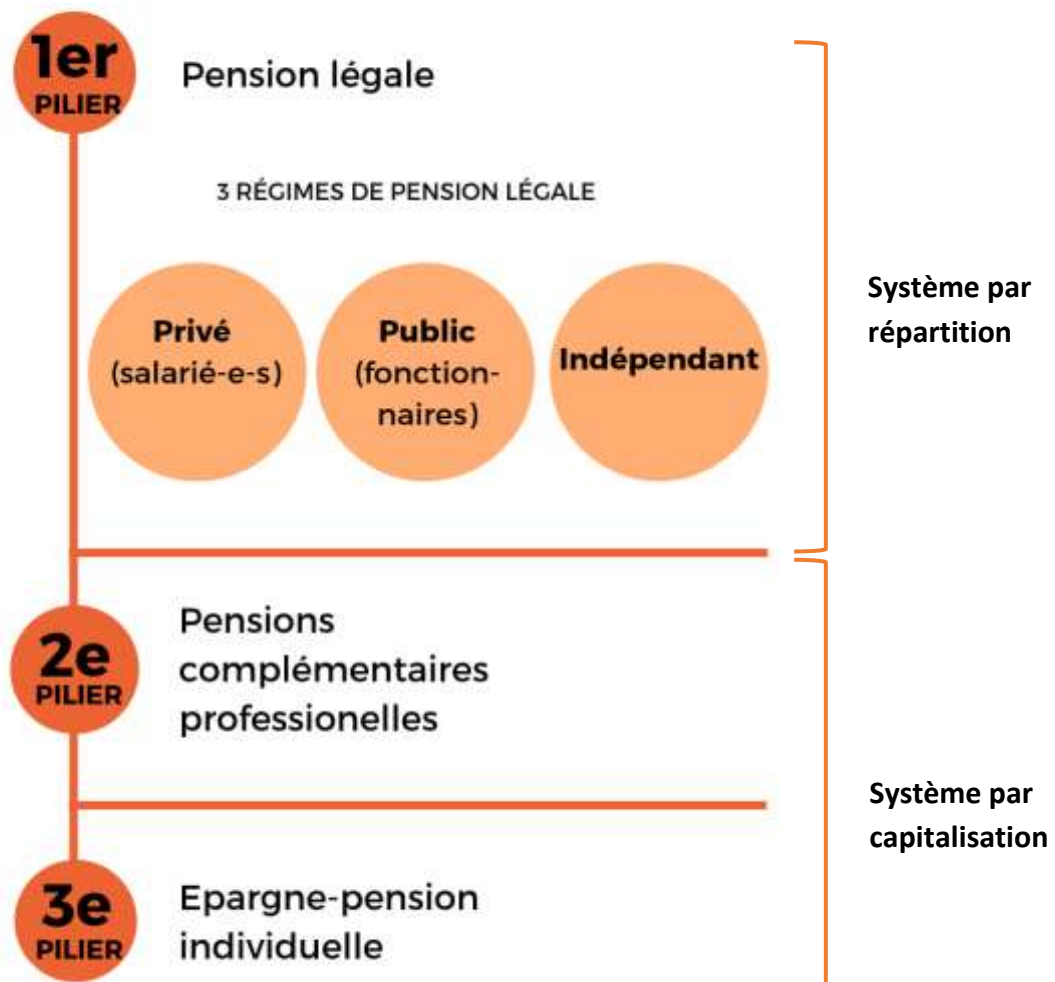 1er
PILIER
Pension légale
3 RÉGIMES DE PENSION LÉGALE
Privé
(salarié-e-s)
Public
(fonction-
naires)
Indépendant
Système par
répartition
2e
PILIER
Pensions
complémentaires
professionelles
3e
PILIER
Epargne-pension
individuelle
Système par
capitalisation